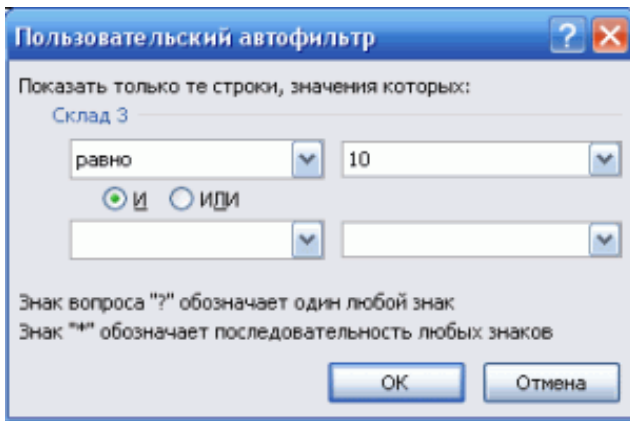 Пользовательский автофильтр
Показать только те строки, значения которых:
Склад 3
равно 10
И ИЛИ
Знак вопроса "?" обозначает один любой знак
Знак "*" обозначает последовательность любых знаков
ОК Отмена